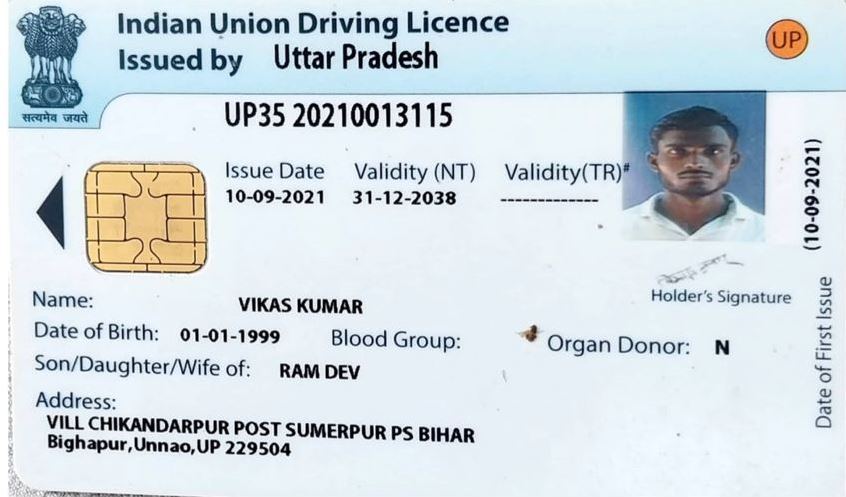 Indian Union Driving Licence
Issued by Uttar Pradesh
UP
सत्यमेव जयते
UP35 20210013115
Issue Date Validity (NT) Validity(TR)#
10-09-2021 31-12-2038 -------------
Holder's Signature
Name: VIKAS KUMAR
Date of Birth: 01-01-1999 Blood Group: Organ Donor: N
Son/Daughter/Wife of: RAM DEV
Address:
VILL CHIKANDARPUR POST SUMERPUR PS BIHAR
Bighapur,Unnao,UP 229504
Date of First Issue (10-09-2021)